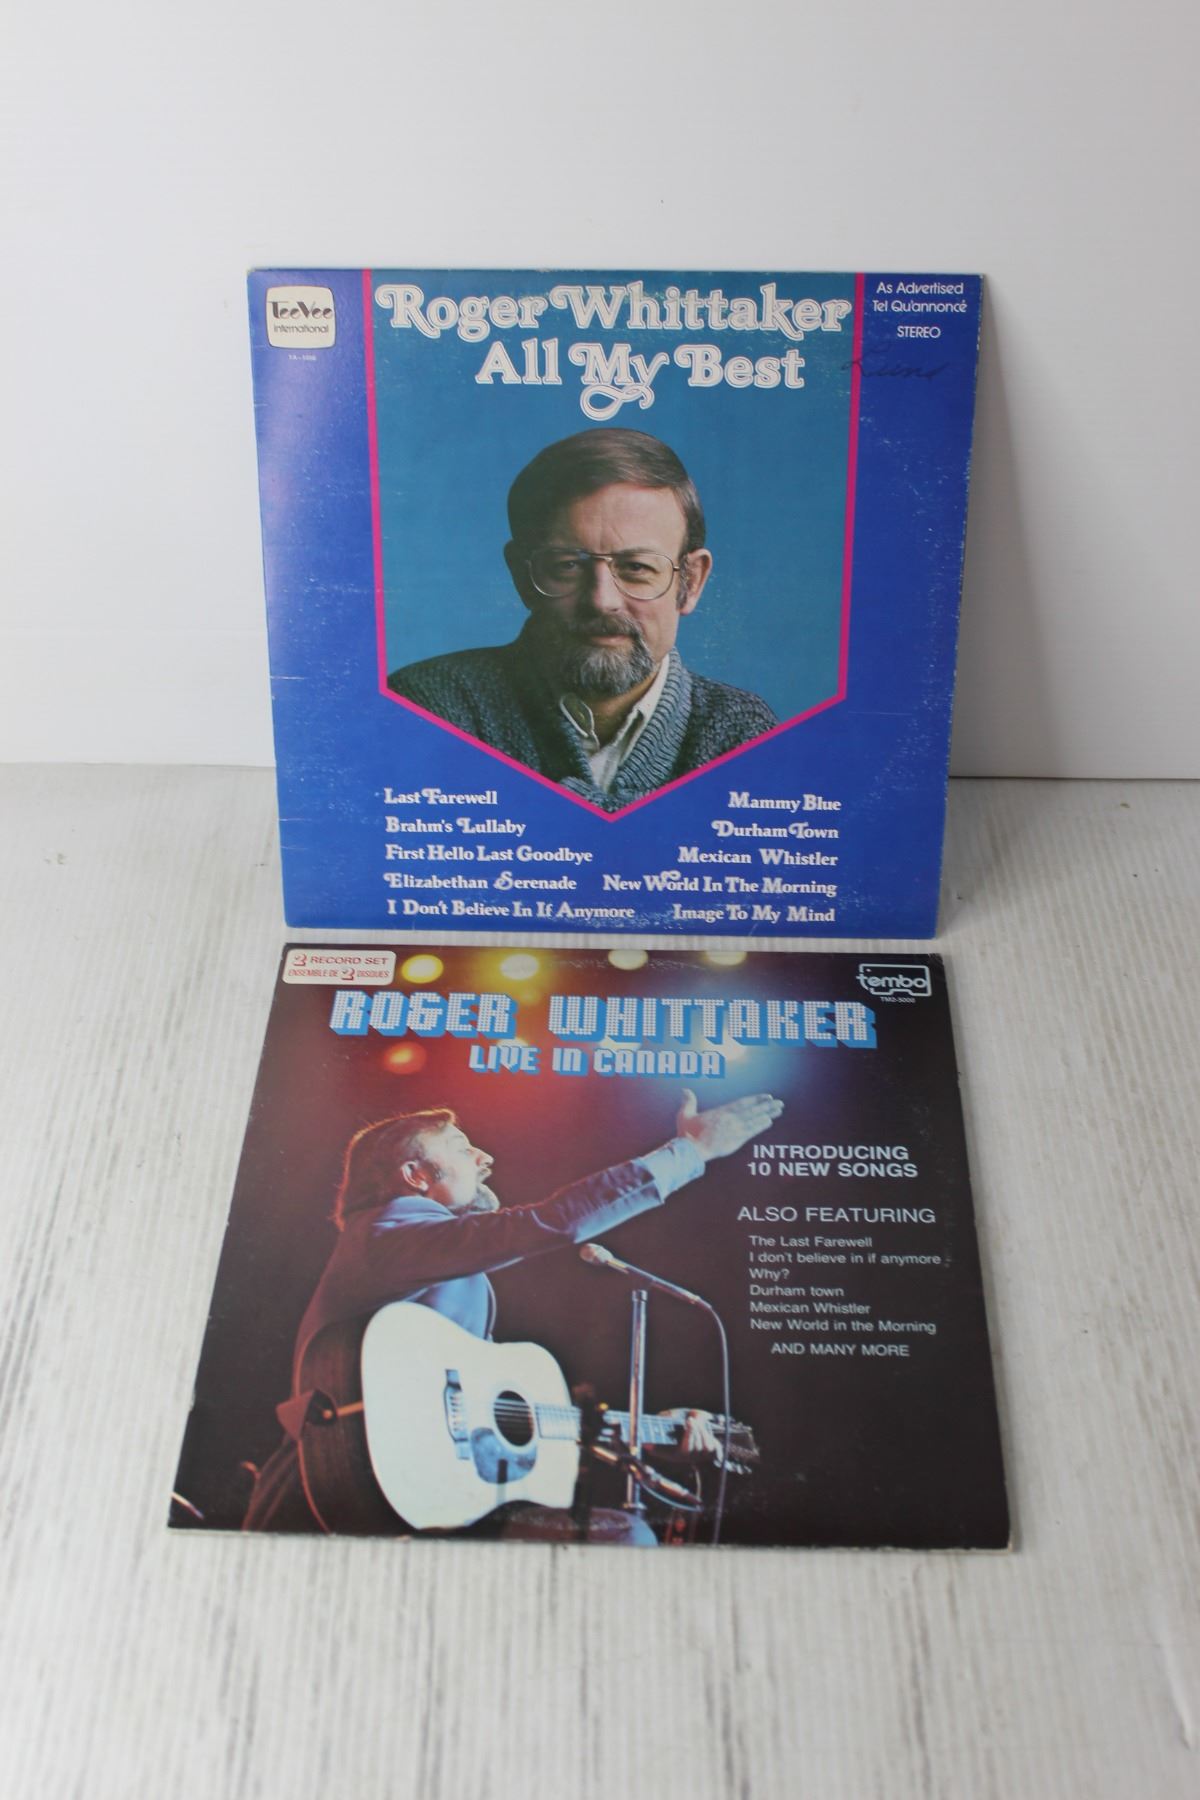 TeeVee
international
As Advertised
Tel Qu'annoncé
STEREO
Roger Whittaker
All My Best
Last Farewell
Brahm's Lullaby
First Hello Last Goodbye
Elizabethan Serenade
I Don't Believe In If Anymore
Mammy Blue
Durham Town
Mexican Whistler
New World In The Morning
Image To My Mind
2 RECORD SET
ENSEMBLE DE 2 DISQUES
tembo
TM2-5000
ROGER WHITTAKER
LIVE IN CANADA
INTRODUCING
10 NEW SONGS
ALSO FEATURING
The Last Farewell
I don't believe in if anymore
Why?
Durham town
Mexican Whistler
New World in the Morning
AND MANY MORE